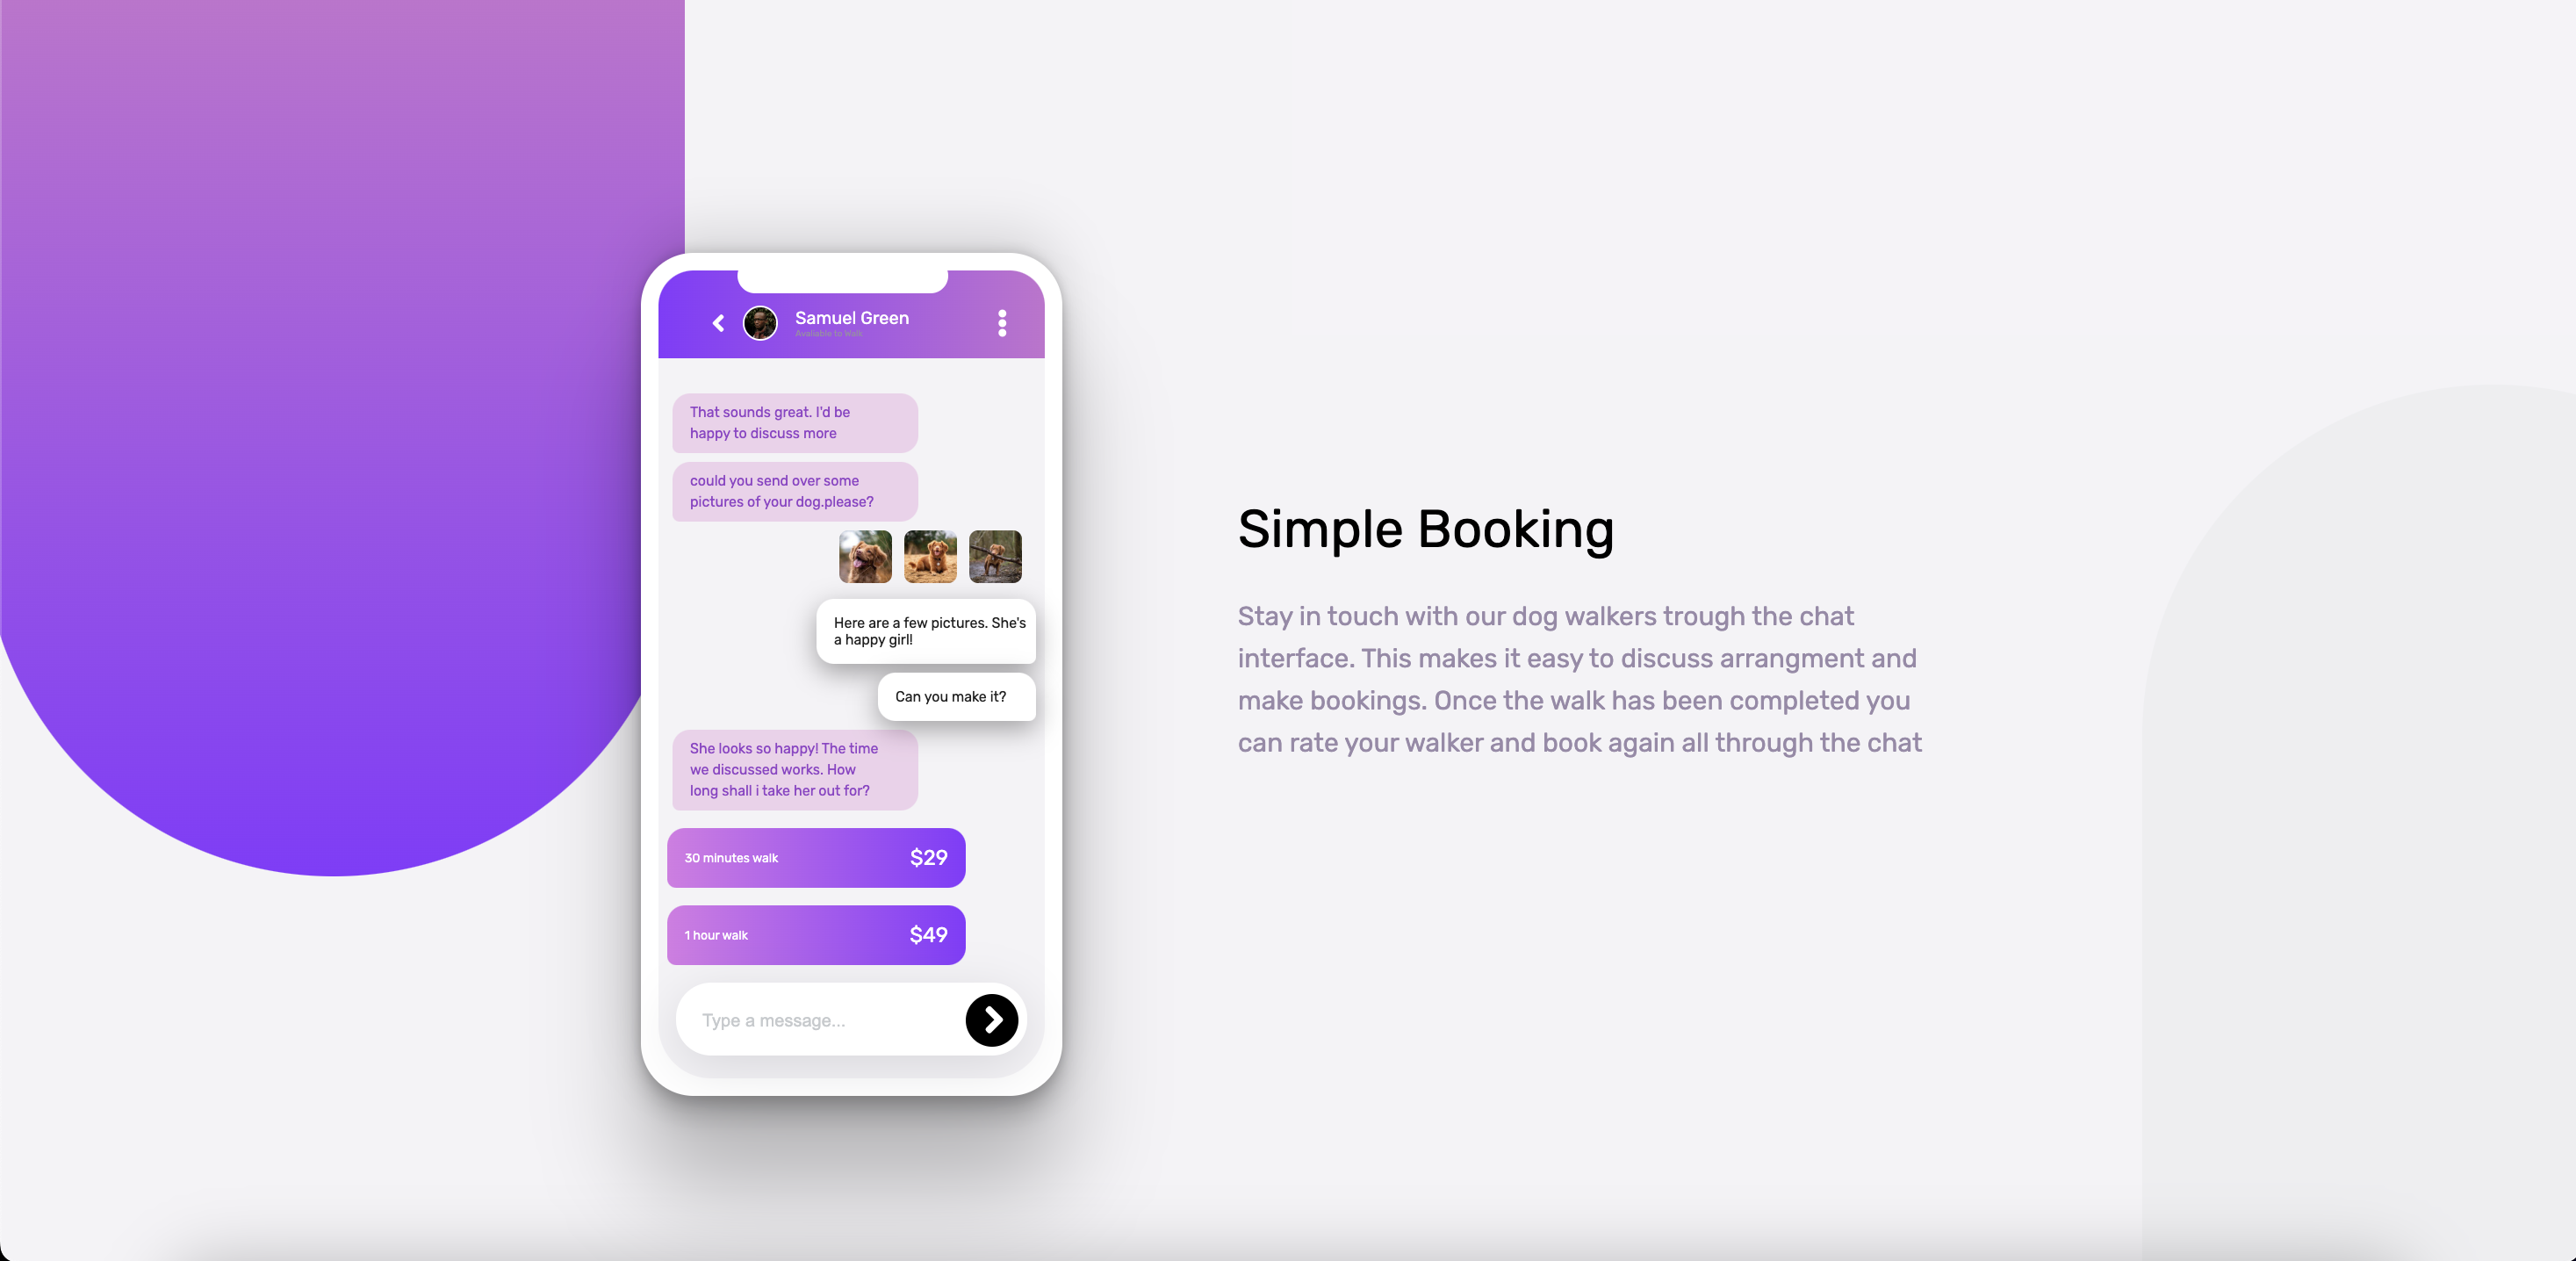 Samuel Green
Available to Walk
That sounds great. I'd be
happy to discuss more
could you send over some
pictures of your dog.please?
Here are a few pictures. She's
a happy girl!
Can you make it?
She looks so happy! The time
we discussed works. How
long shall i take her out for?
30 minutes walk $29
1 hour walk $49
Type a message...
Simple Booking
Stay in touch with our dog walkers trough the chat
interface. This makes it easy to discuss arrangment and
make bookings. Once the walk has been completed you
can rate your walker and book again all through the chat